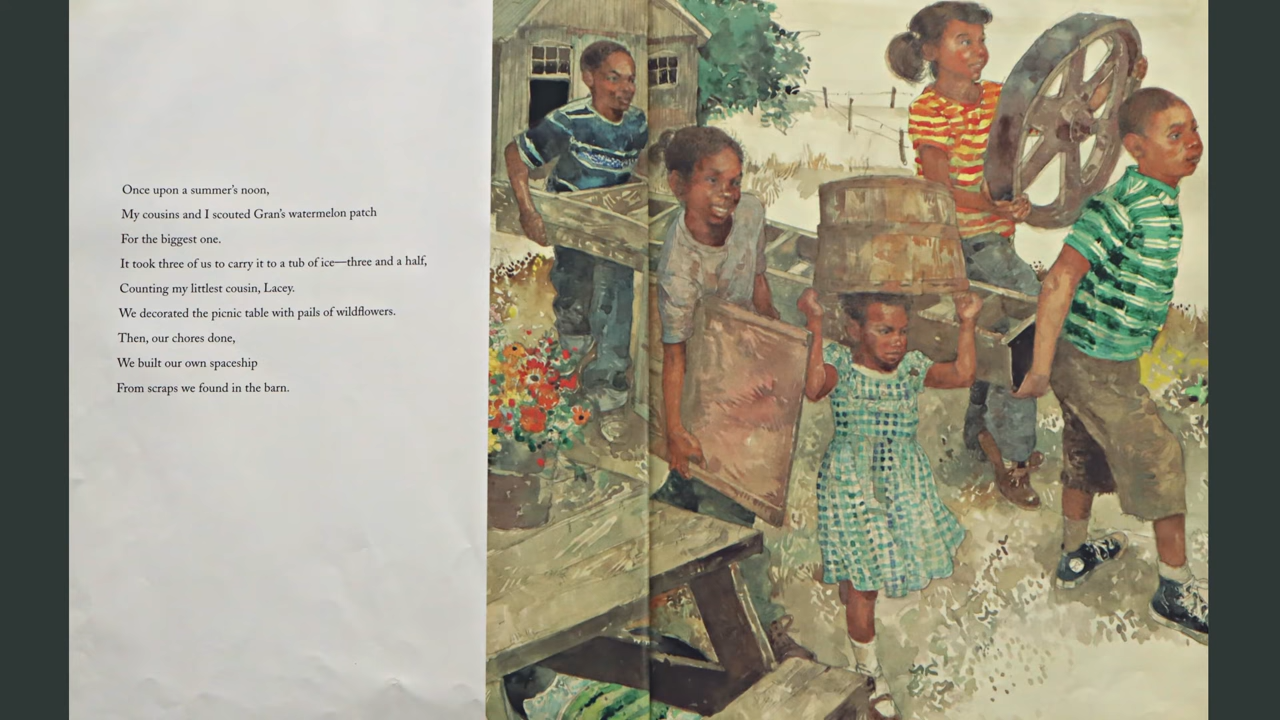 Once upon a summer's noon,
My cousins and I scouted Gran's watermelon patch
For the biggest one.
It took three of us to carry it to a tub of ice—three and a half,
Counting my littlest cousin, Lacey.
We decorated the picnic table with pails of wildflowers.
Then, our chores done,
We built our own spaceship
From scraps we found in the barn.